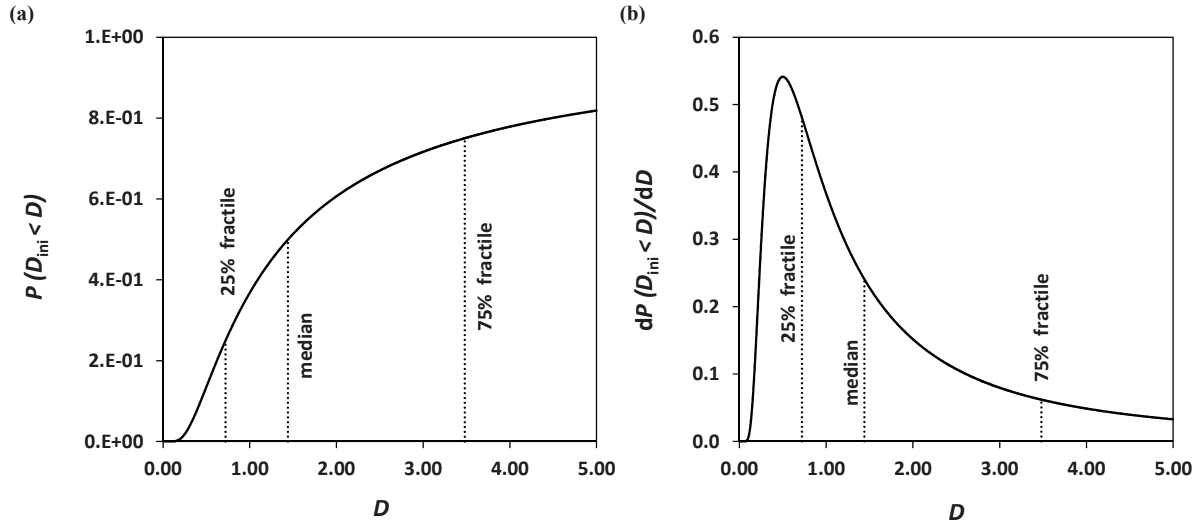 (a)
1.E+00
8.E-01
6.E-01
4.E-01
2.E-01
0.E+00
P (Dini < D)
25% fractile
median
75% fractile
0.00 1.00 2.00 3.00 4.00 5.00
D
(b)
0.6
0.5
0.4
0.3
0.2
0.1
0.0
dP (Dini < D)/dD
25% fractile
median
75% fractile
0.00 1.00 2.00 3.00 4.00 5.00
D